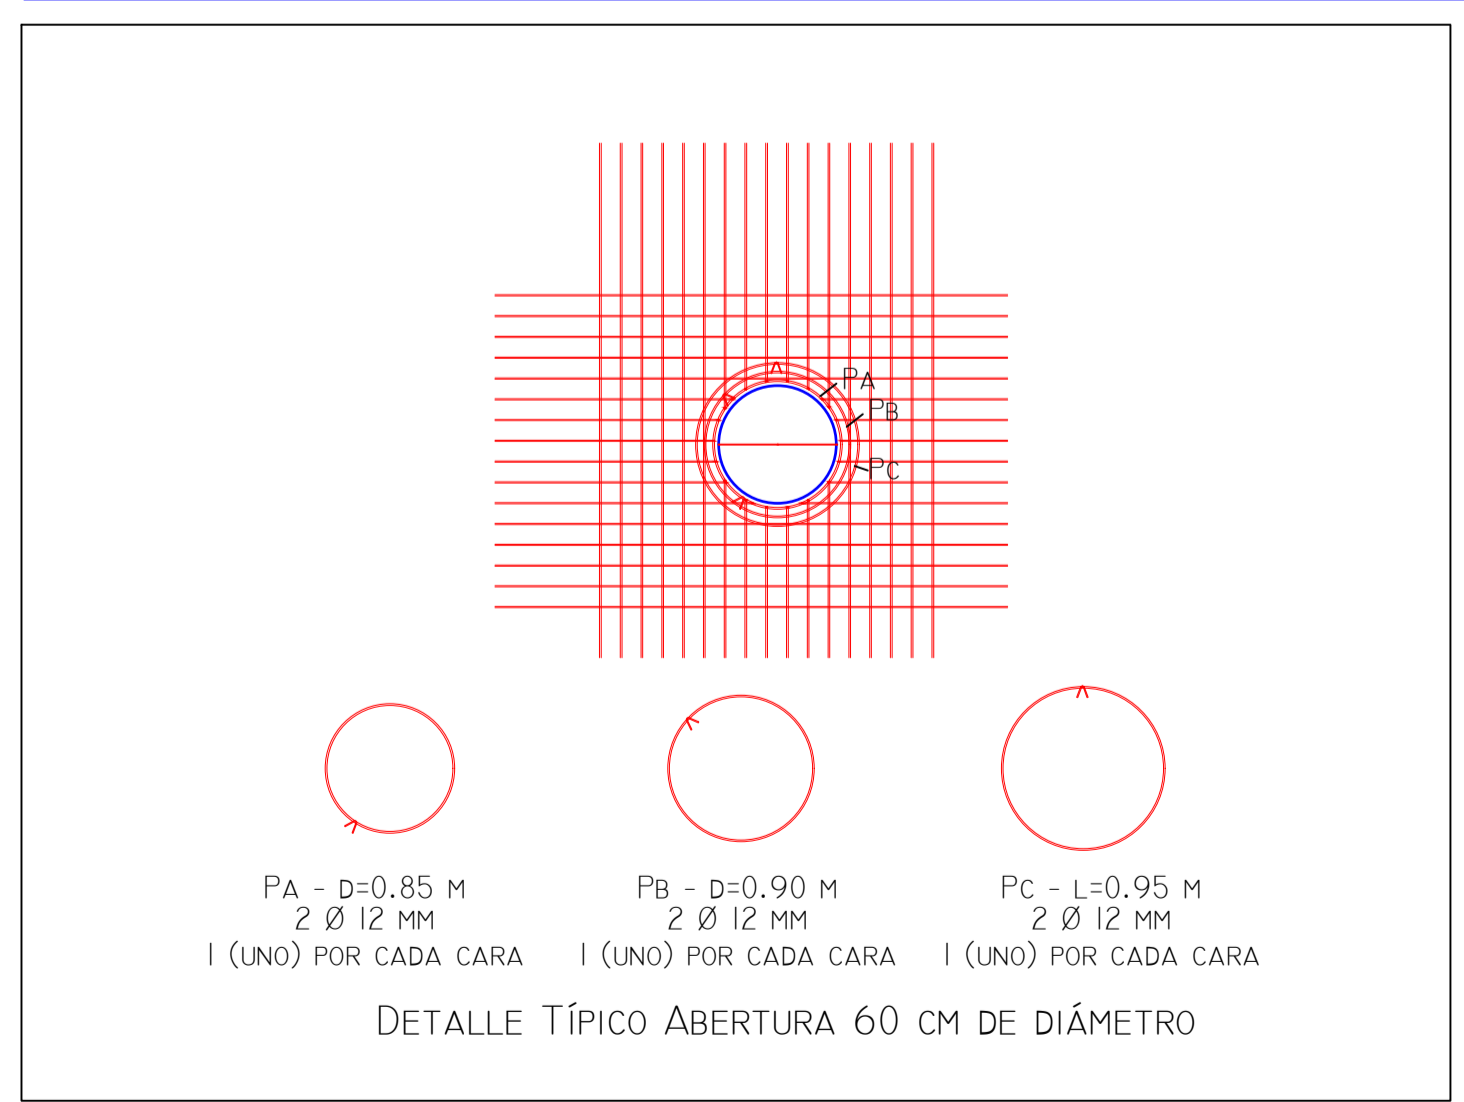 PA
PB
PC
PA - D=0.85 M
2 Ø 12 MM
1 (UNO) POR CADA CARA
PB - D=0.90 M
2 Ø 12 MM
1 (UNO) POR CADA CARA
PC - L=0.95 M
2 Ø 12 MM
1 (UNO) POR CADA CARA
DETALLE TÍPICO ABERTURA 60 CM DE DIÁMETRO